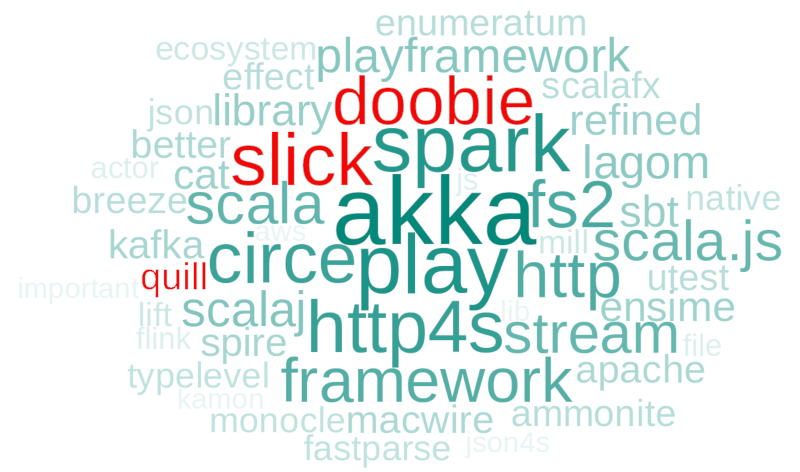 enumeratum
ecosystem playframework
effect scalafx
json library doobie refined
better slick spark lagom
actor cat js
breeze scala akka fs2 sbt native
kafka aws mill scala.js
quill circe play http utest
important scalaj lib ensime
lift http4s stream
flink spire file
typelevel framework apache
kamon
monocle macwire ammonite
fastparse json4s